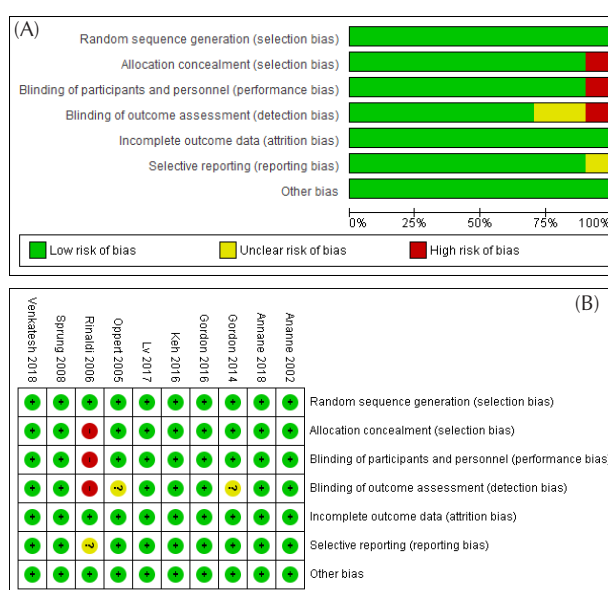 (A)
Random sequence generation (selection bias)
Allocation concealment (selection bias)
Blinding of participants and personnel (performance bias)
Blinding of outcome assessment (detection bias)
Incomplete outcome data (attrition bias)
Selective reporting (reporting bias)
Other bias
0% 25% 50% 75% 100%
Low risk of bias Unclear risk of bias High risk of bias
(B)
Venkatesh 2018
Sprung 2008
Rinaldi 2006
Oppert 2005
Lv 2017
Keh 2016
Gordon 2016
Gordon 2014
Annane 2018
Ananne 2002
+ + + + + + + + + + Random sequence generation (selection bias)
+ + - + + + + + + + Allocation concealment (selection bias)
+ + - + + + + + + + Blinding of participants and personnel (performance bias)
+ + - ? + + + ? + + Blinding of outcome assessment (detection bias)
+ + + + + + + + + + Incomplete outcome data (attrition bias)
+ + ? + + + + + + + Selective reporting (reporting bias)
+ + + + + + + + + + Other bias